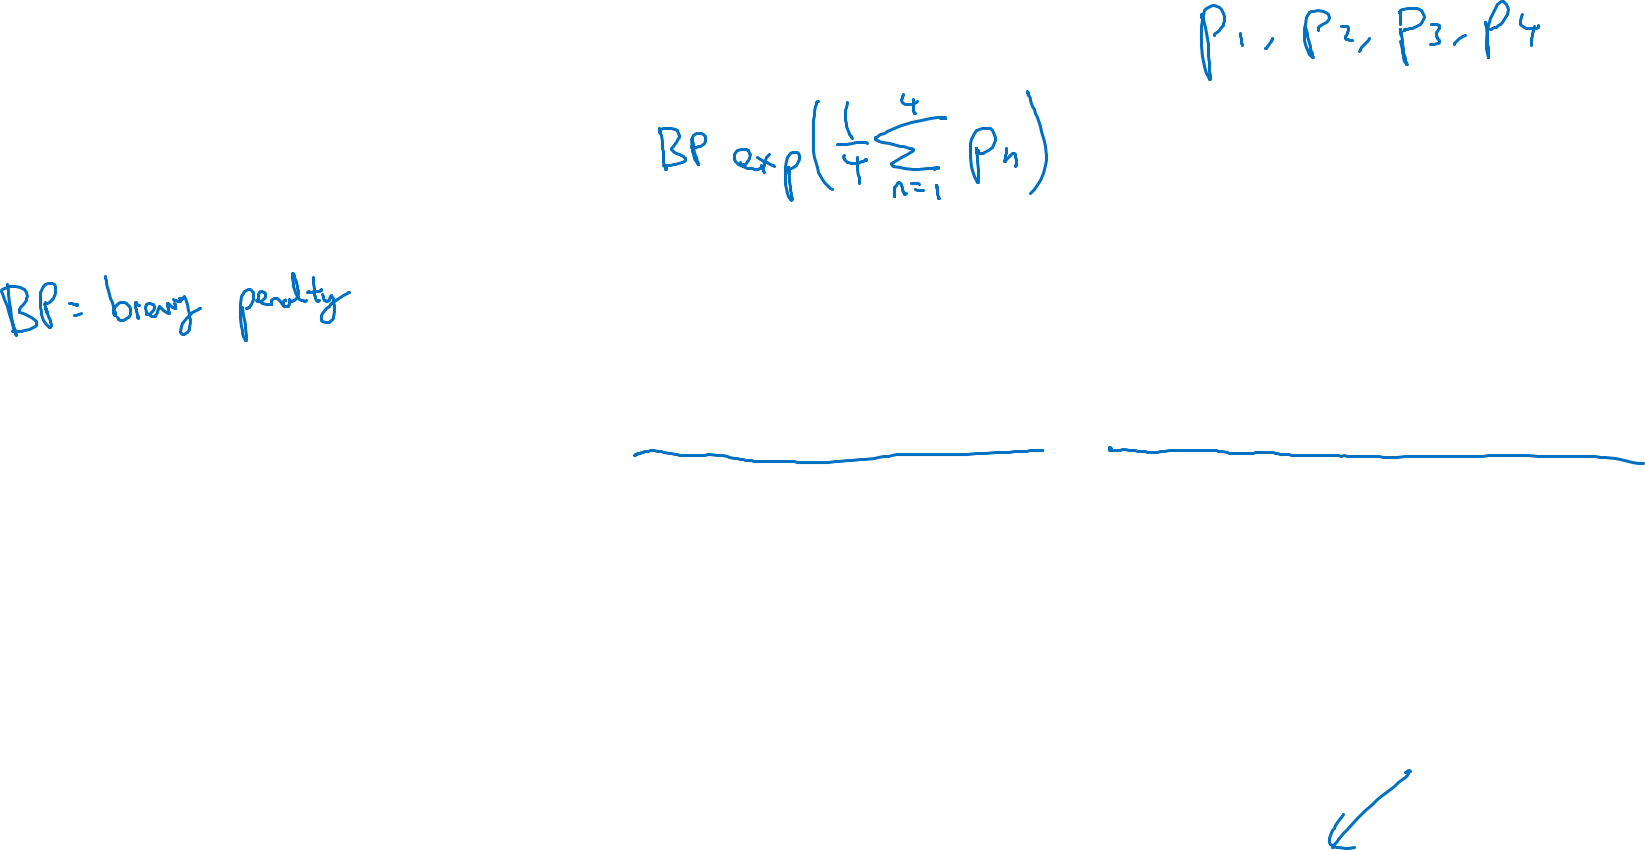 P1, P2, P3, P4
BP exp(1/4 ∑_{n=1}^{4} Pn)
BP = brevity penalty